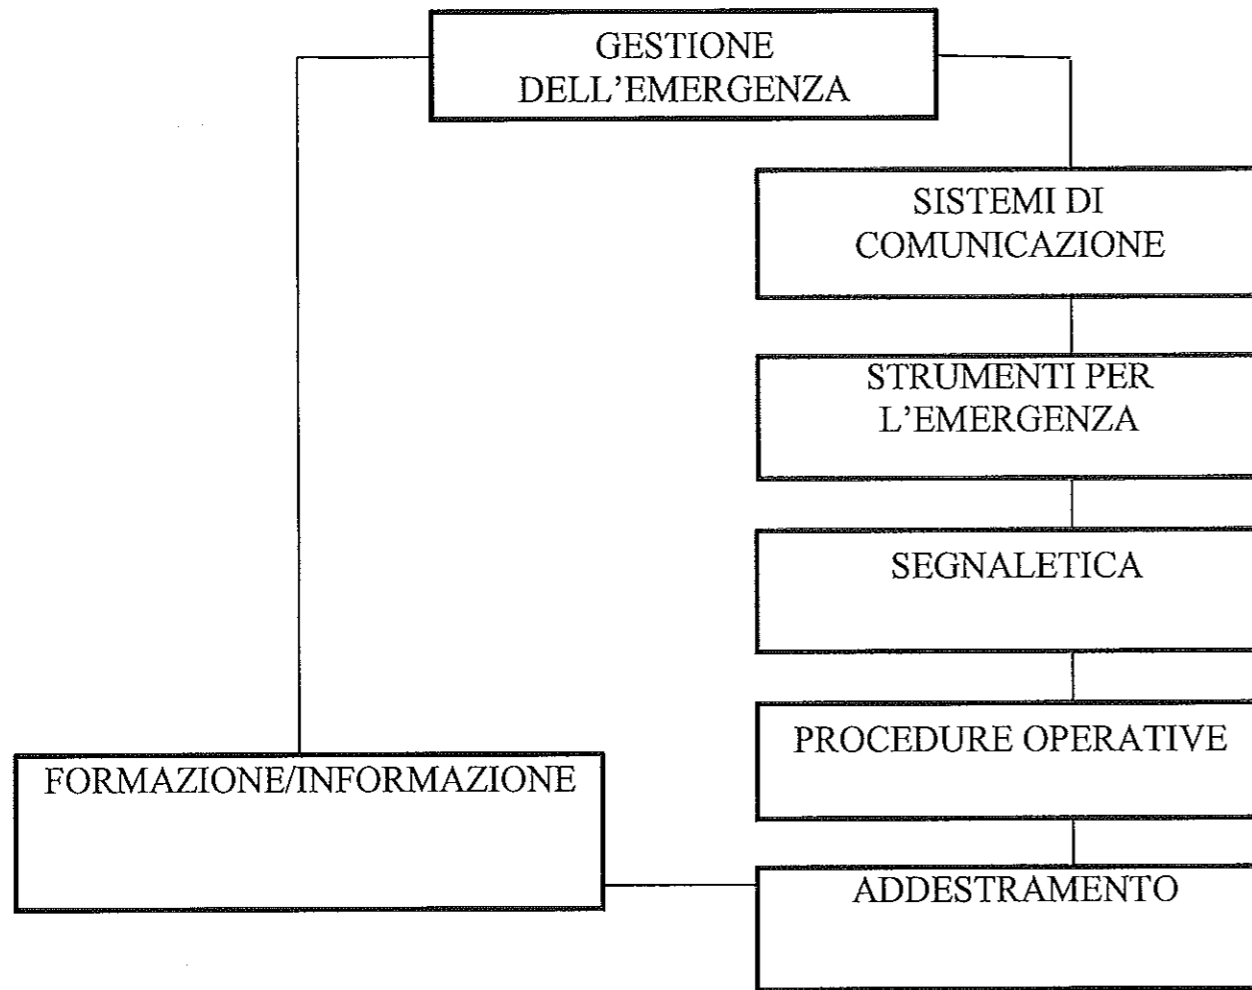 GESTIONE
DELL’EMERGENZA
SISTEMI DI
COMUNICAZIONE
STRUMENTI PER
L’EMERGENZA
SEGNALETICA
PROCEDURE OPERATIVE
FORMAZIONE/INFORMAZIONE
ADDESTRAMENTO